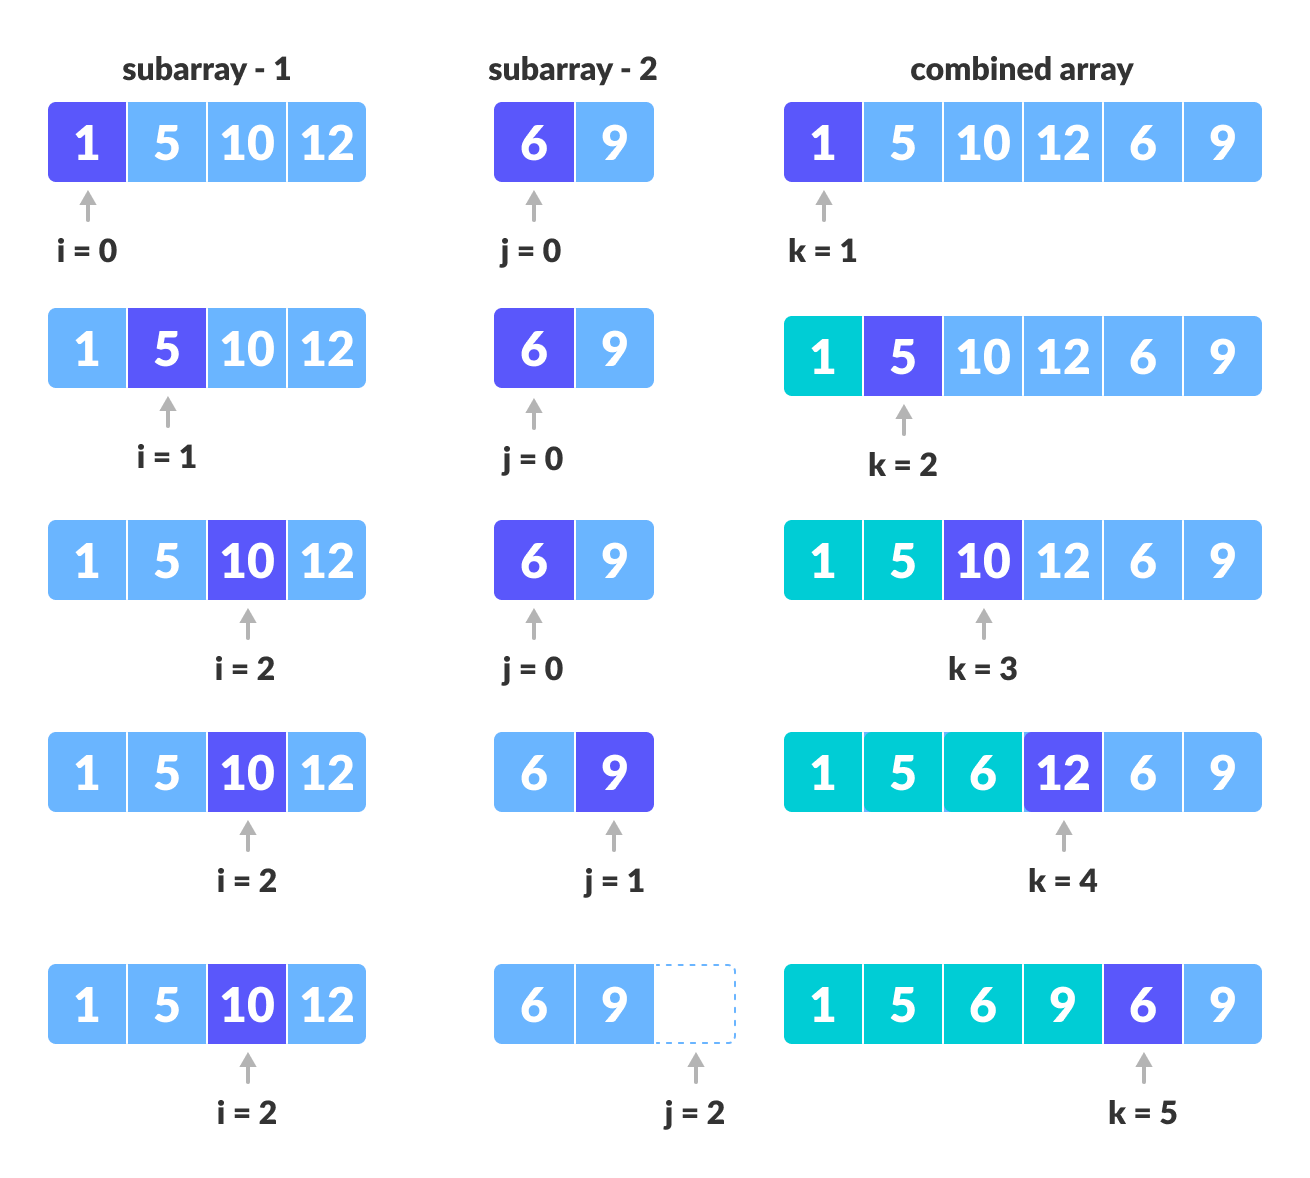 subarray - 1 subarray - 2 combined array
1 5 10 12 6 9 1 5 10 12 6 9
i = 0 j = 0 k = 1
1 5 10 12 6 9 1 5 10 12 6 9
i = 1 j = 0 k = 2
1 5 10 12 6 9 1 5 10 12 6 9
i = 2 j = 0 k = 3
1 5 10 12 6 9 1 5 6 12 6 9
i = 2 j = 1 k = 4
1 5 10 12 6 9 1 5 6 9 6 9
i = 2 j = 2 k = 5